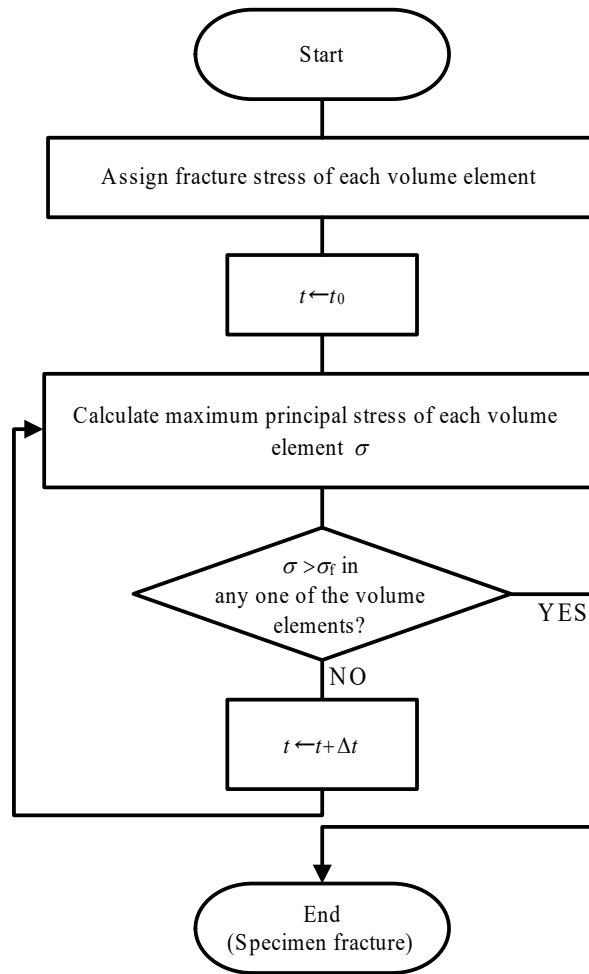 Start
Assign fracture stress of each volume element
t←t₀
Calculate maximum principal stress of each volume
element σ
σ >σf in
any one of the volume
elements?
YES
NO
t←t+Δt
End
(Specimen fracture)